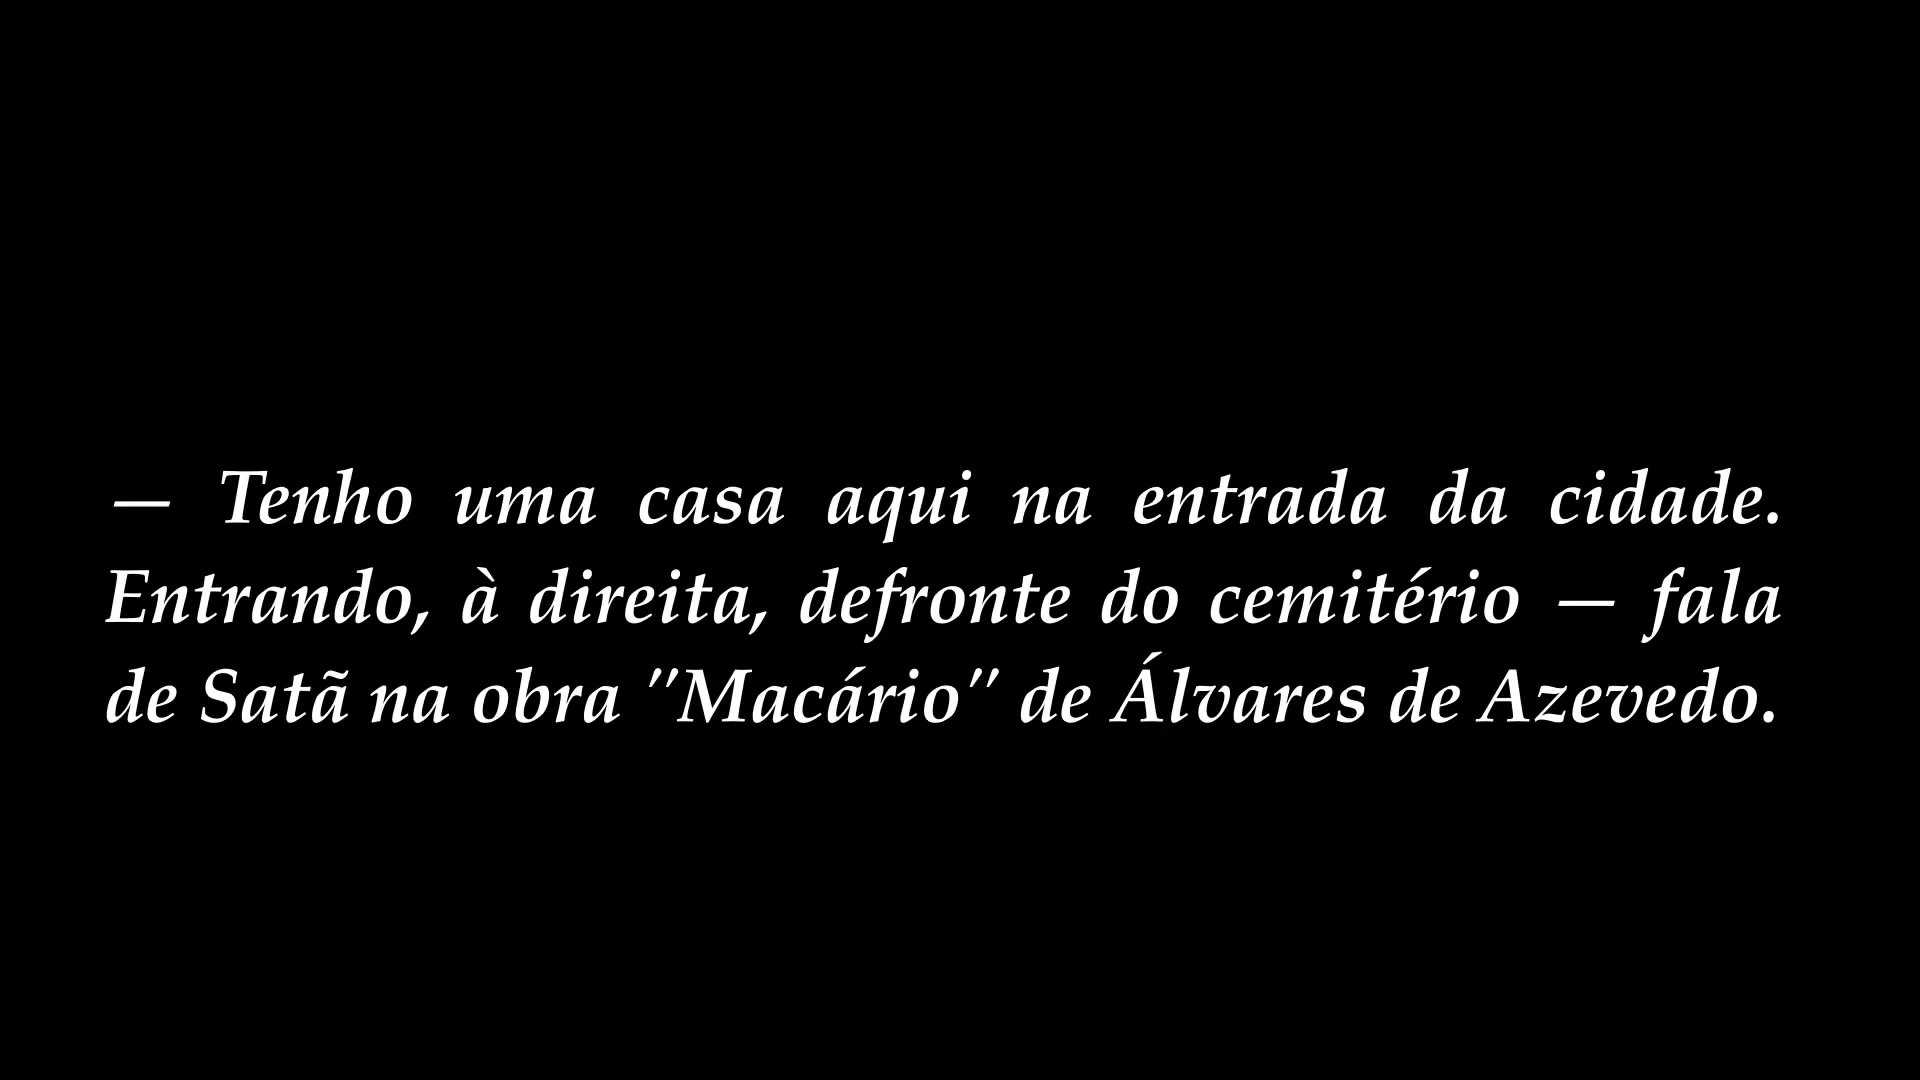 — Tenho uma casa aqui na entrada da cidade.
Entrando, à direita, defronte do cemitério — fala
de Satã na obra "Macário" de Álvares de Azevedo.